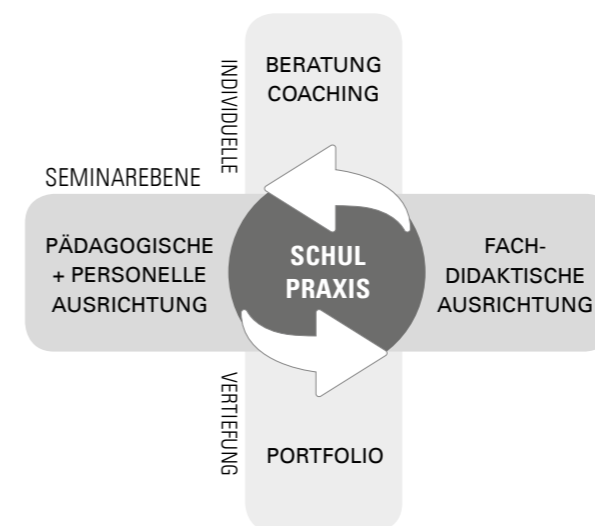 INDIVIDUELLE
BERATUNG
COACHING
SEMINAREBENE
PÄDAGOGISCHE
+ PERSONELLE
AUSRICHTUNG
SCHUL
PRAXIS
FACH-
DIDAKTISCHE
AUSRICHTUNG
VERTIEFUNG
PORTFOLIO